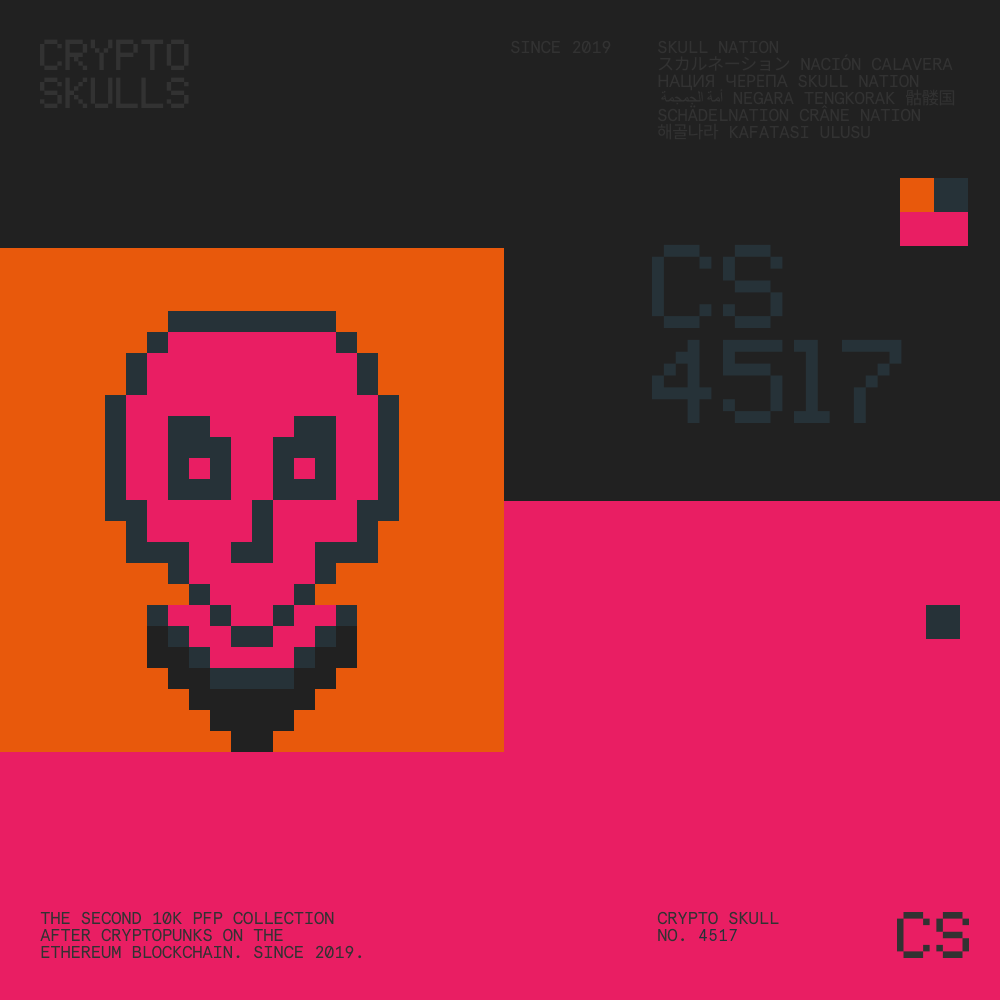 CRYPTO
SKULLS
SINCE 2019
SKULL NATION
スカルネーション NACIÓN CALAVERA
НАЦИЯ ЧЕРЕПА SKULL NATION
أمة الجمجمة NEGARA TENGKORAK 骷髅国
SCHÄDELNATION CRÂNE NATION
해골나라 KAFATASI ULUSU
CS
4517
THE SECOND 10K PFP COLLECTION
AFTER CRYPTOPUNKS ON THE
ETHEREUM BLOCKCHAIN. SINCE 2019.
CRYPTO SKULL
NO. 4517
CS